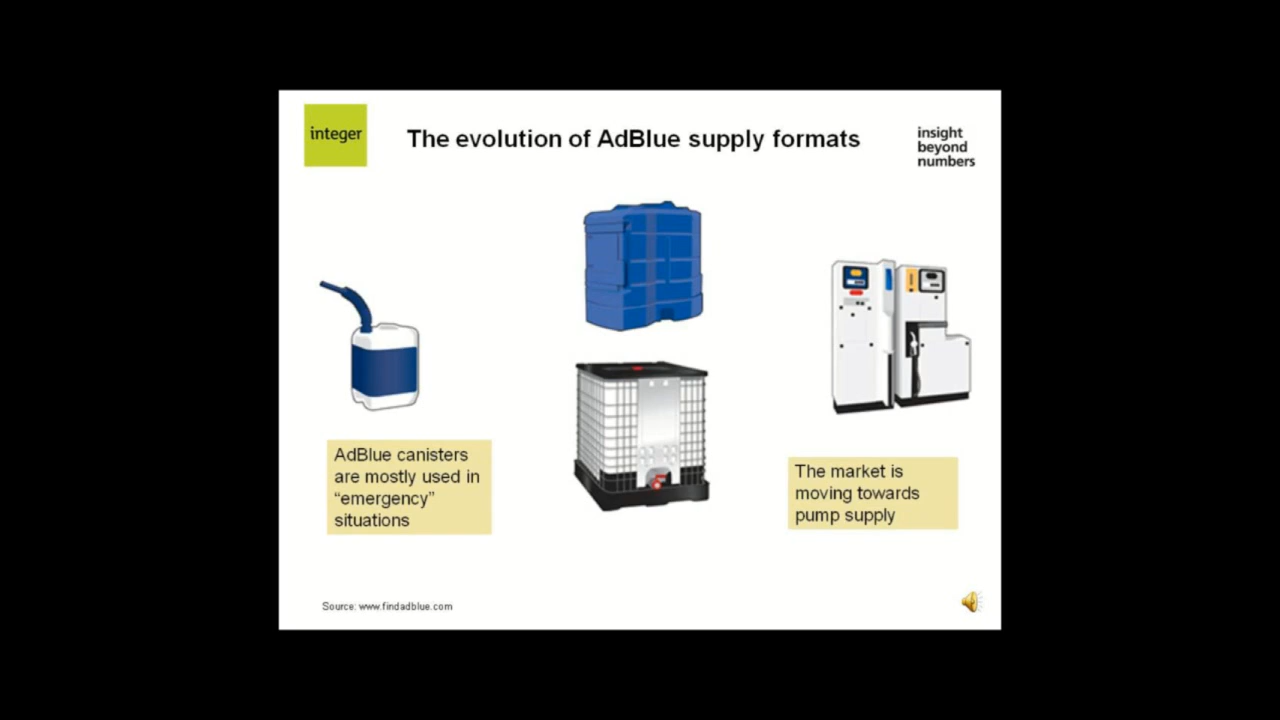 integer
The evolution of AdBlue supply formats
insight
beyond
numbers
AdBlue canisters
are mostly used in
“emergency”
situations
The market is
moving towards
pump supply
Source: www.findadblue.com